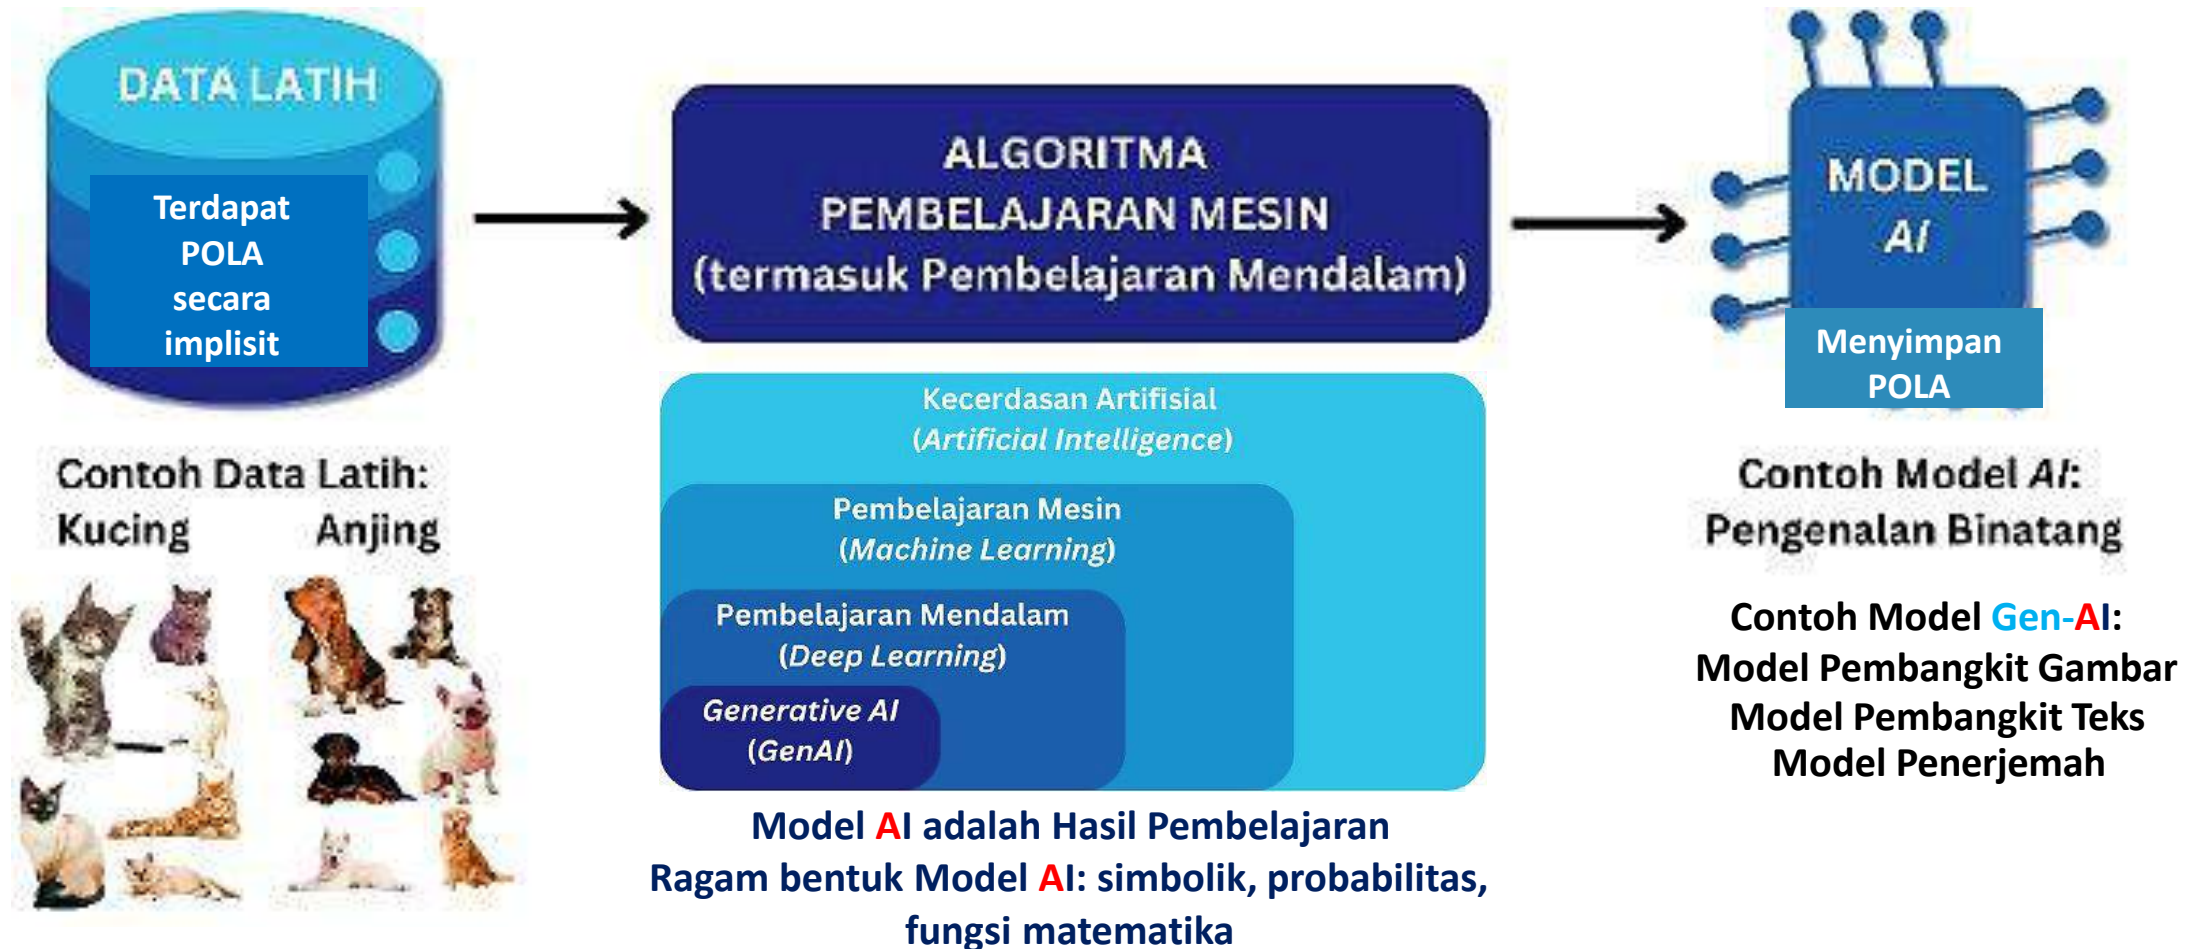 DATA LATIH
Terdapat
POLA
secara
implisit
Contoh Data Latih:
Kucing Anjing
ALGORITMA
PEMBELAJARAN MESIN
(termasuk Pembelajaran Mendalam)
Kecerdasan Artifisial
(Artificial Intelligence)
Pembelajaran Mesin
(Machine Learning)
Pembelajaran Mendalam
(Deep Learning)
Generative AI
(GenAI)
Model AI adalah Hasil Pembelajaran
Ragam bentuk Model AI: simbolik, probabilitas,
fungsi matematika
MODEL
AI
Menyimpan
POLA
Contoh Model AI:
Pengenalan Binatang
Contoh Model Gen-AI:
Model Pembangkit Gambar
Model Pembangkit Teks
Model Penerjemah